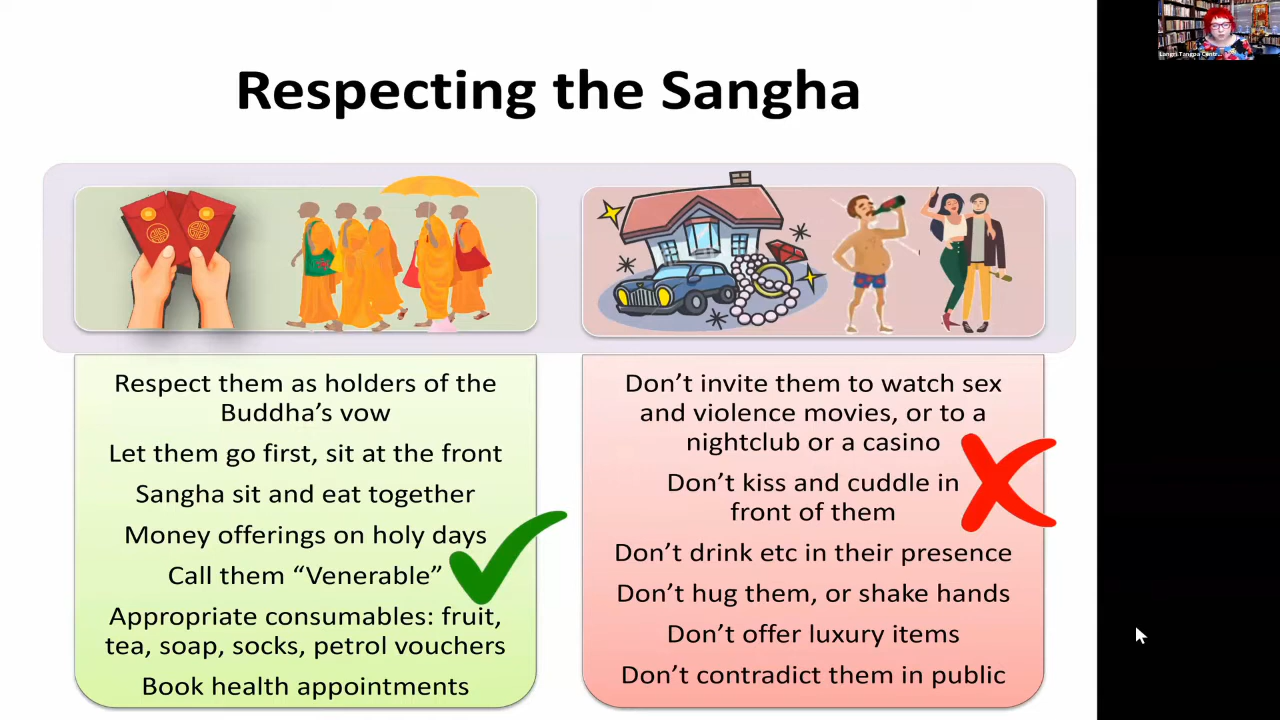 Respecting the Sangha
Respect them as holders of the
Buddha’s vow
Let them go first, sit at the front
Sangha sit and eat together
Money offerings on holy days
Call them “Venerable”
Appropriate consumables: fruit,
tea, soap, socks, petrol vouchers
Book health appointments
Don’t invite them to watch sex
and violence movies, or to a
nightclub or a casino
Don’t kiss and cuddle in
front of them
Don’t drink etc in their presence
Don’t hug them, or shake hands
Don’t offer luxury items
Don’t contradict them in public
Langri Tangpa Centr...